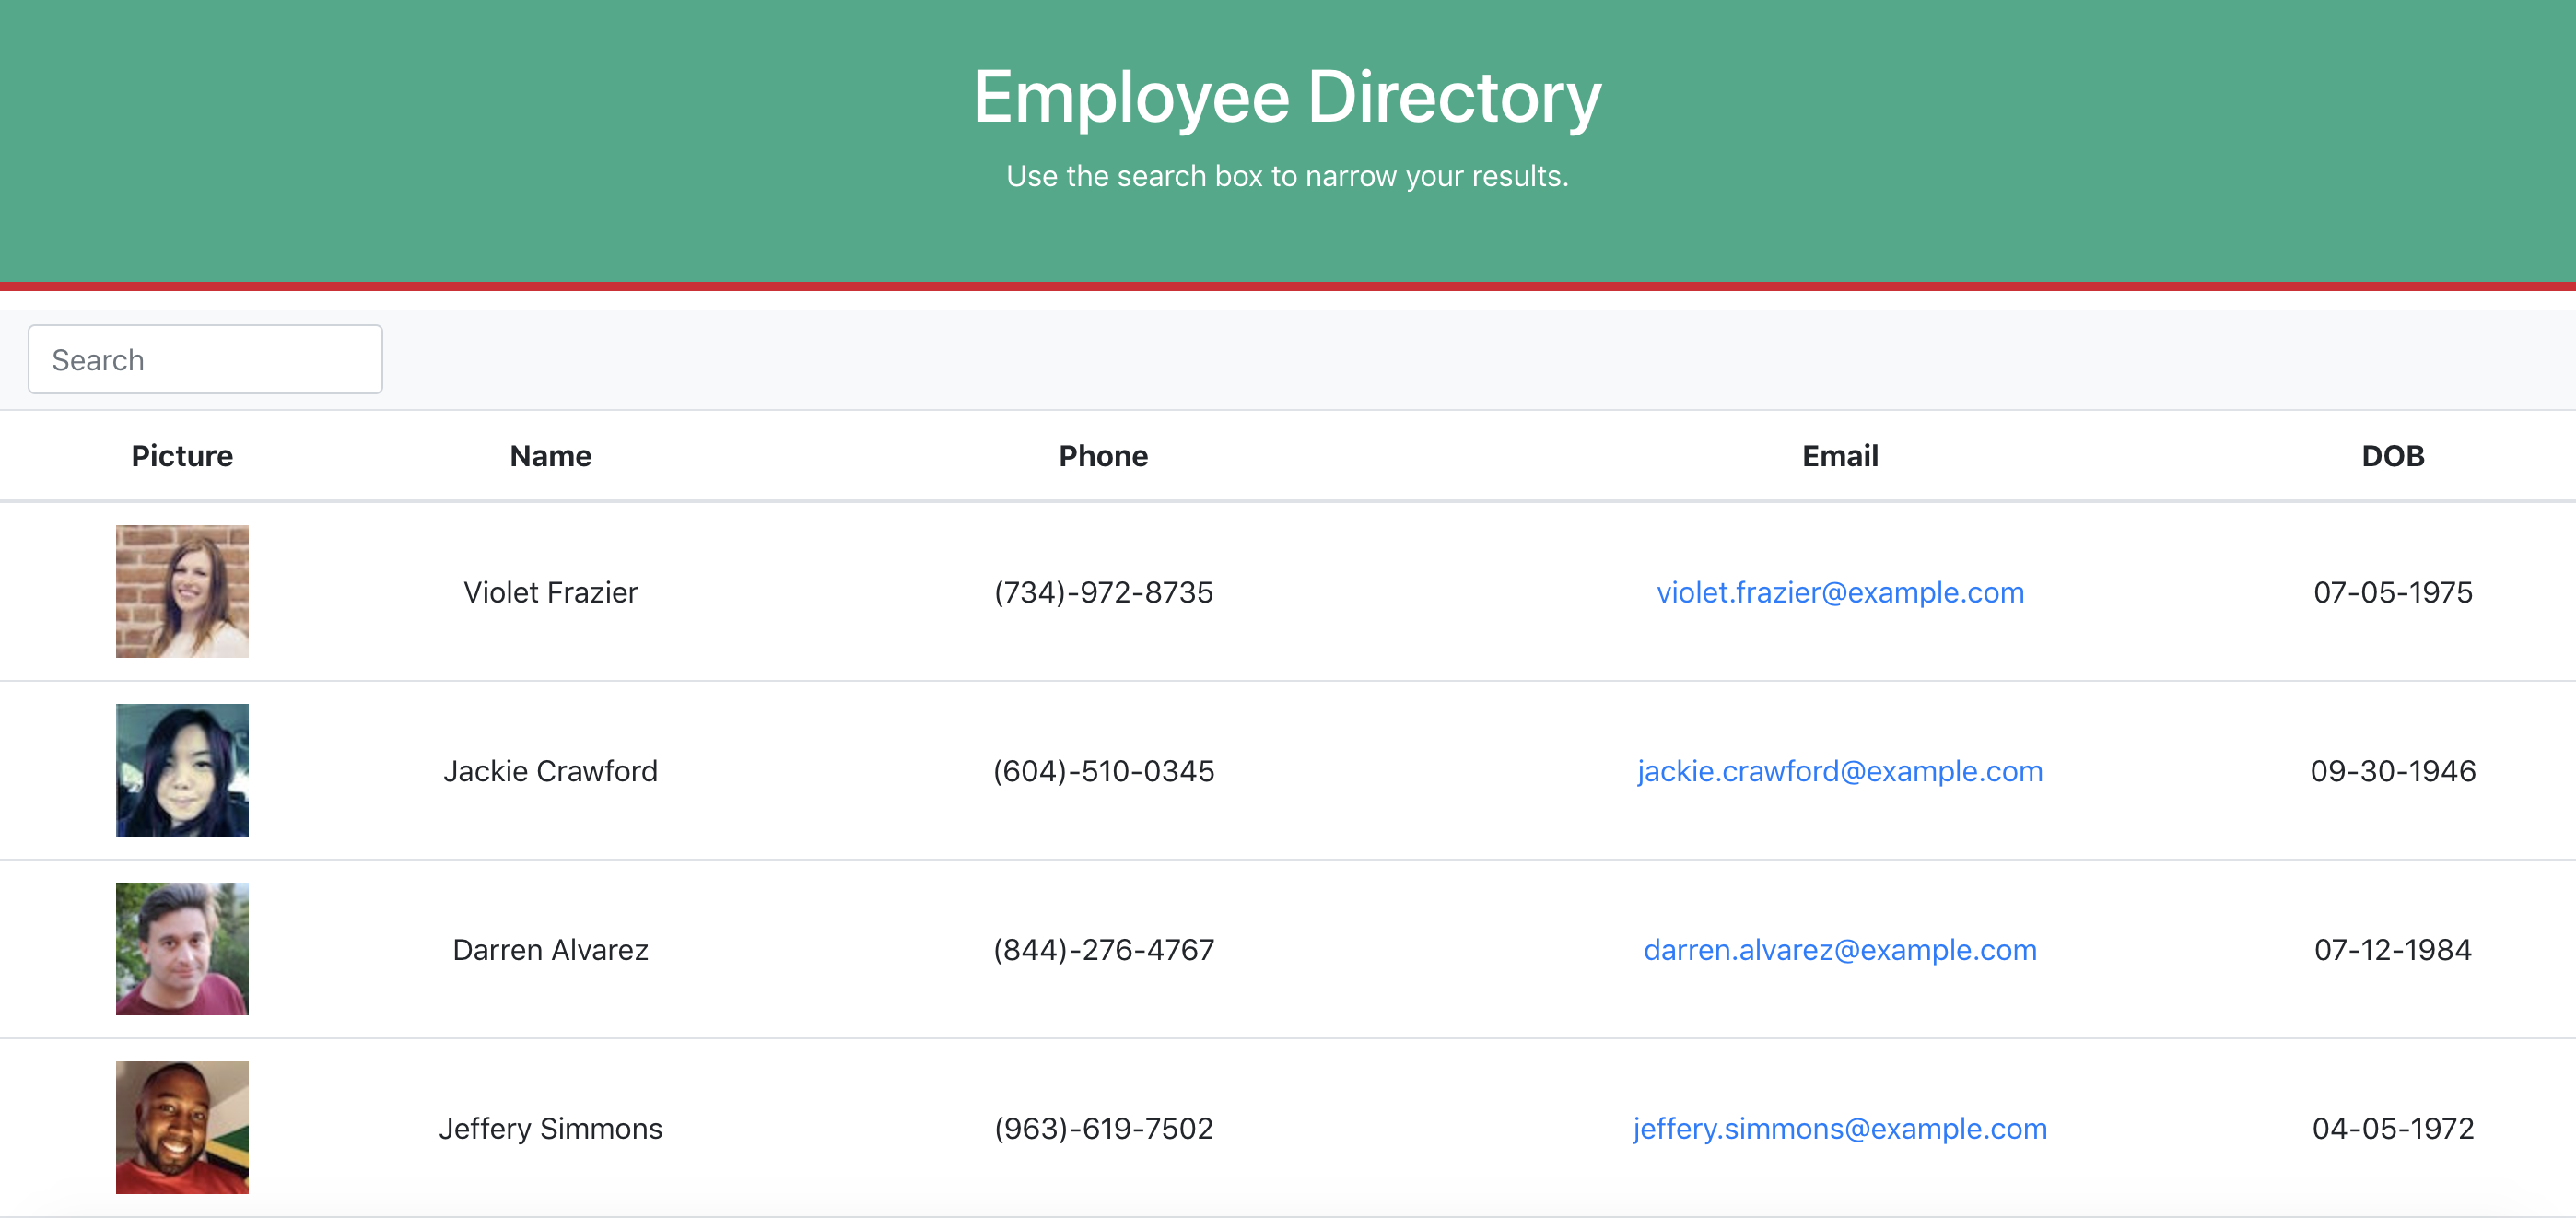 Employee Directory
Use the search box to narrow your results.
Search
Picture Name Phone Email DOB
Violet Frazier (734)-972-8735 violet.frazier@example.com 07-05-1975
Jackie Crawford (604)-510-0345 jackie.crawford@example.com 09-30-1946
Darren Alvarez (844)-276-4767 darren.alvarez@example.com 07-12-1984
Jeffery Simmons (963)-619-7502 jeffery.simmons@example.com 04-05-1972